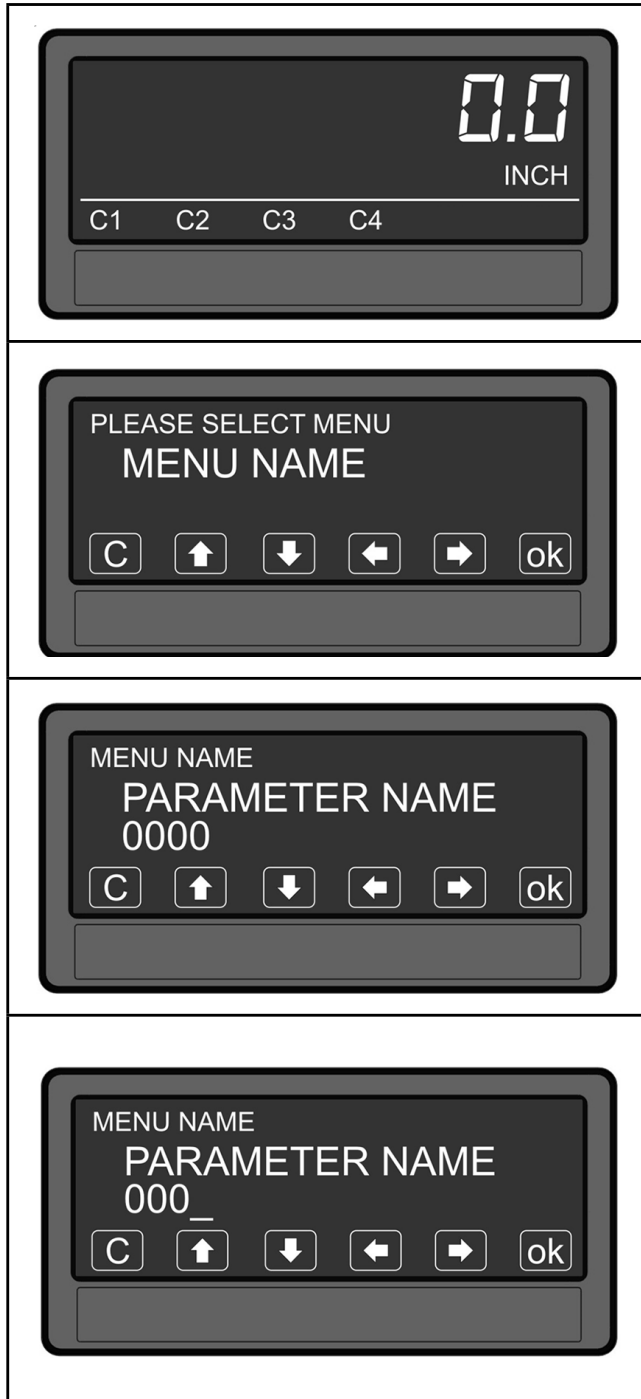 0.0
INCH
C1 C2 C3 C4
PLEASE SELECT MENU
MENU NAME
C ok
MENU NAME
PARAMETER NAME
0000
C ok
MENU NAME
PARAMETER NAME
000_
C ok